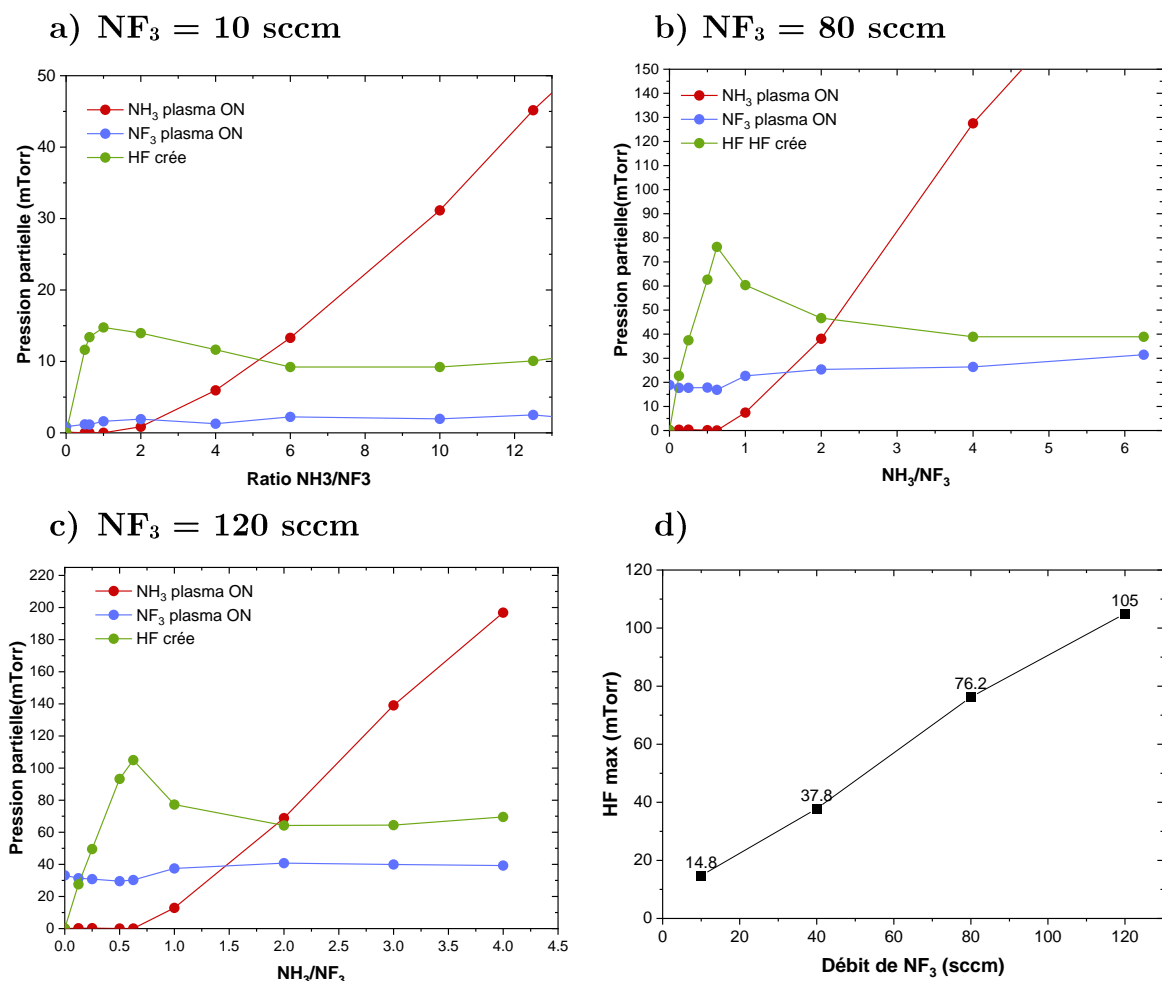 a) NF₃ = 10 sccm
50
40
30
20
10
0
Pression partielle (mTorr)
NH₃ plasma ON
NF₃ plasma ON
HF crée
0 2 4 6 8 10 12
Ratio NH3/NF3
b) NF₃ = 80 sccm
150
140
130
120
110
100
90
80
70
60
50
40
30
20
10
0
Pression partielle(mTorr)
NH₃ plasma ON
NF₃ plasma ON
HF HF crée
0 1 2 3 4 5 6
NH₃/NF₃
c) NF₃ = 120 sccm
220
200
180
160
140
120
100
80
60
40
20
0
Pression partielle(mTorr)
NH₃ plasma ON
NF₃ plasma ON
HF crée
0.0 0.5 1.0 1.5 2.0 2.5 3.0 3.5 4.0 4.5
NH₃/NF₃
d)
120
100
80
60
40
20
0
HF max (mTorr)
14.8
37.8
76.2
105
0 20 40 60 80 100 120
Débit de NF₃ (sccm)